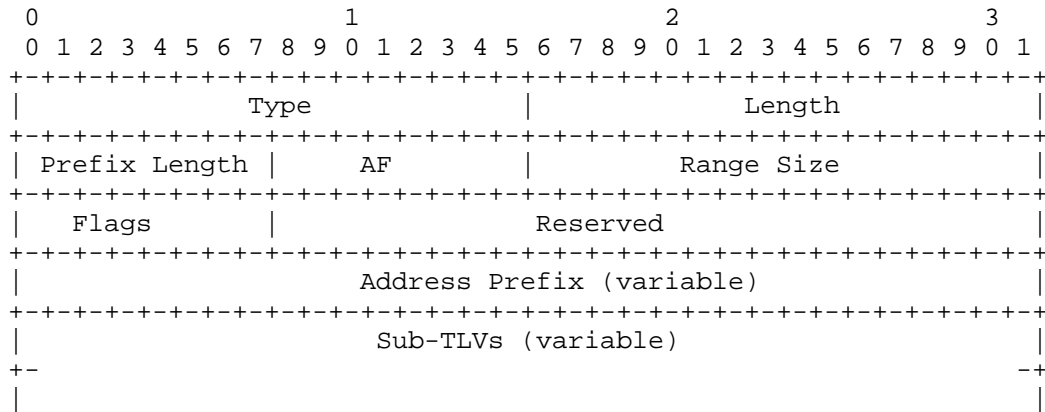 0                   1                   2                   3
 0 1 2 3 4 5 6 7 8 9 0 1 2 3 4 5 6 7 8 9 0 1 2 3 4 5 6 7 8 9 0 1
+-+-+-+-+-+-+-+-+-+-+-+-+-+-+-+-+-+-+-+-+-+-+-+-+-+-+-+-+-+-+-+-+
|              Type             |             Length            |
+-+-+-+-+-+-+-+-+-+-+-+-+-+-+-+-+-+-+-+-+-+-+-+-+-+-+-+-+-+-+-+-+
| Prefix Length |     AF        |         Range Size            |
+-+-+-+-+-+-+-+-+-+-+-+-+-+-+-+-+-+-+-+-+-+-+-+-+-+-+-+-+-+-+-+-+
|   Flags       |                Reserved                       |
+-+-+-+-+-+-+-+-+-+-+-+-+-+-+-+-+-+-+-+-+-+-+-+-+-+-+-+-+-+-+-+-+
|                     Address Prefix (variable)                 |
+-+-+-+-+-+-+-+-+-+-+-+-+-+-+-+-+-+-+-+-+-+-+-+-+-+-+-+-+-+-+-+-+
|                      Sub-TLVs (variable)                      |
+-                                                             -+
|                                                               |